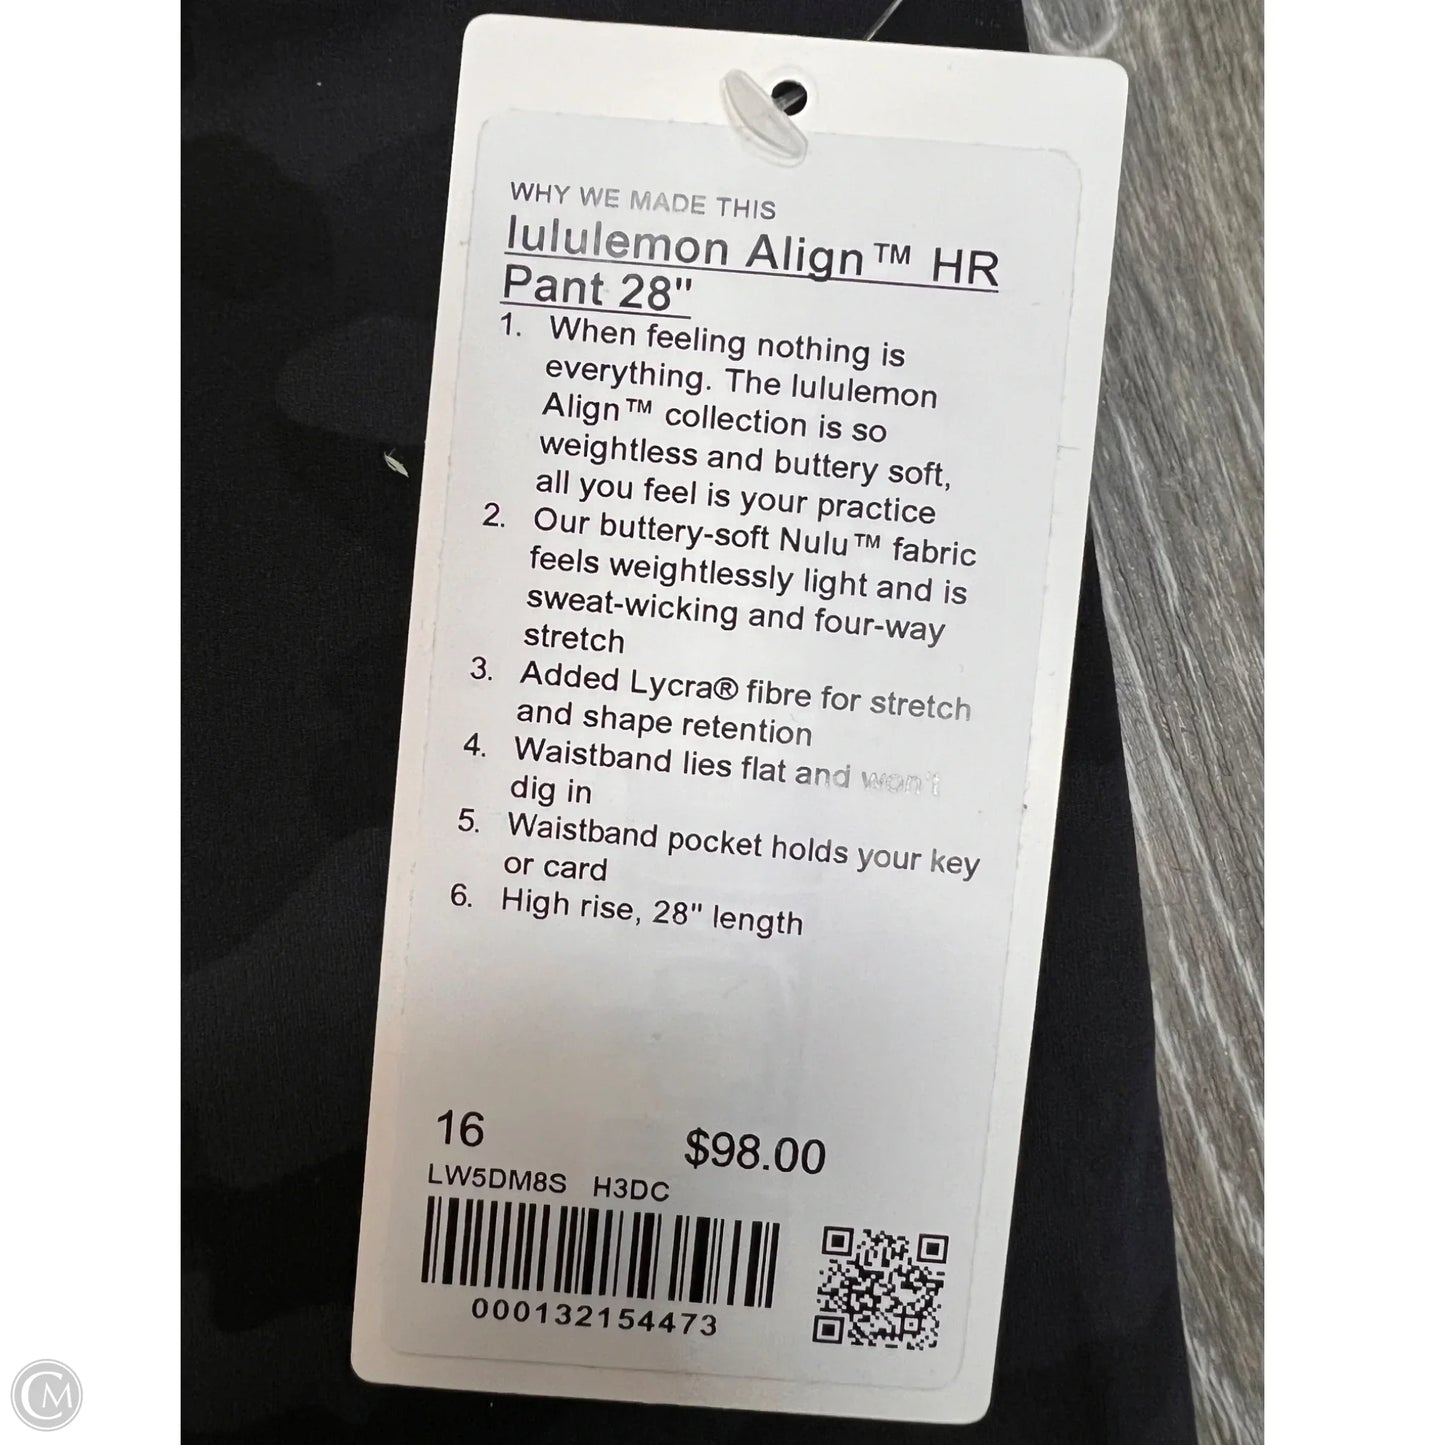 WHY WE MADE THIS
lululemon Align™ HR
Pant 28"
1. When feeling nothing is
everything. The lululemon
Align™ collection is so
weightless and buttery soft,
all you feel is your practice
2. Our buttery-soft Nulu™ fabric
feels weightlessly light and is
sweat-wicking and four-way
stretch
3. Added Lycra® fibre for stretch
and shape retention
4. Waistband lies flat and won't
dig in
5. Waistband pocket holds your key
or card
6. High rise, 28" length
16 $98.00
LW5DM8S H3DC
000132154473
CM